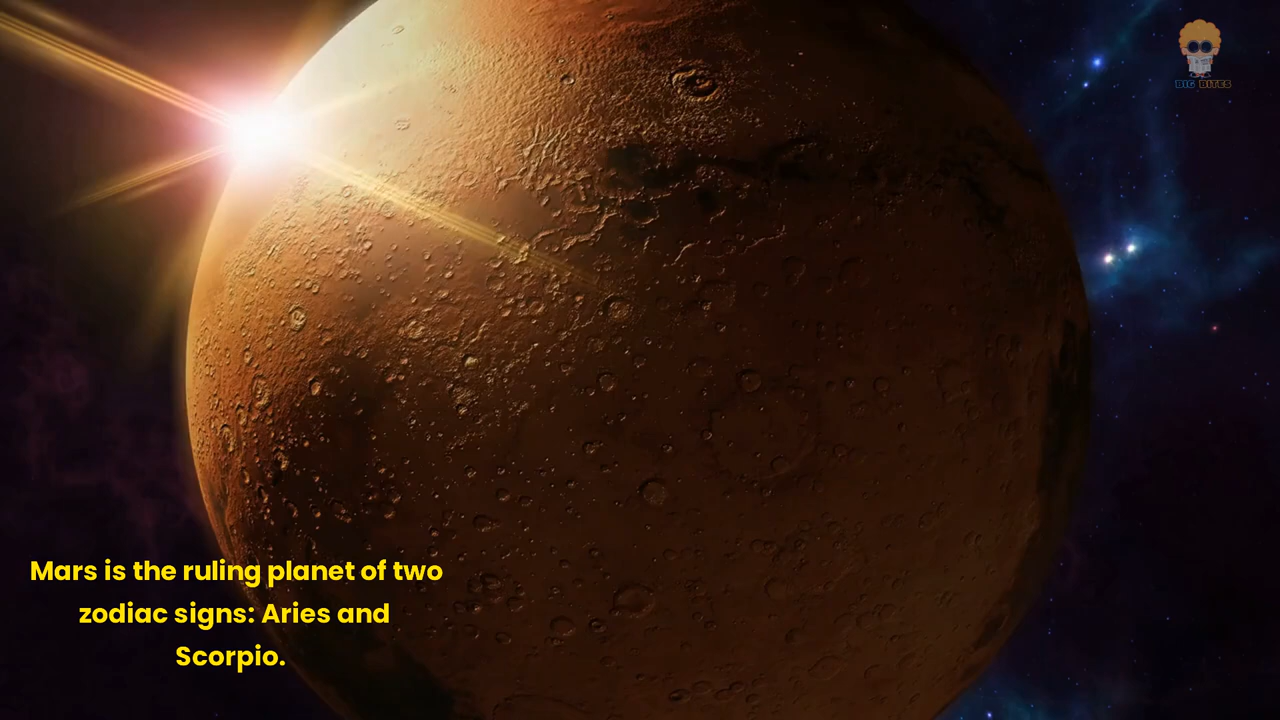 BIG BITES
Mars is the ruling planet of two
zodiac signs: Aries and
Scorpio.